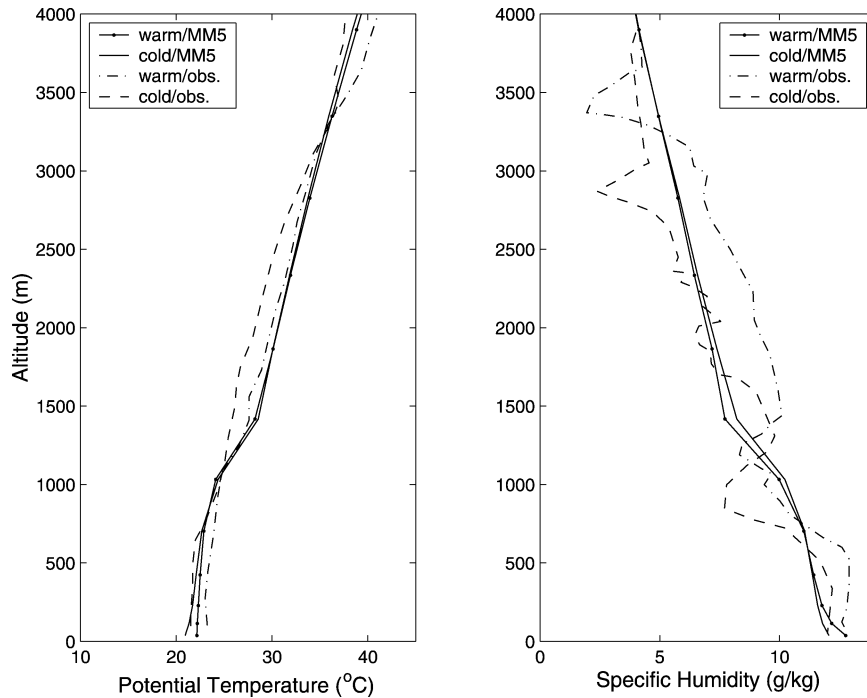 4000
3500
3000
2500
2000
1500
1000
500
0
Altitude (m)
10
20
30
40
Potential Temperature (°C)
warm/MM5
cold/MM5
warm/obs.
cold/obs.
4000
3500
3000
2500
2000
1500
1000
500
0
0
5
10
Specific Humidity (g/kg)
warm/MM5
cold/MM5
warm/obs.
cold/obs.